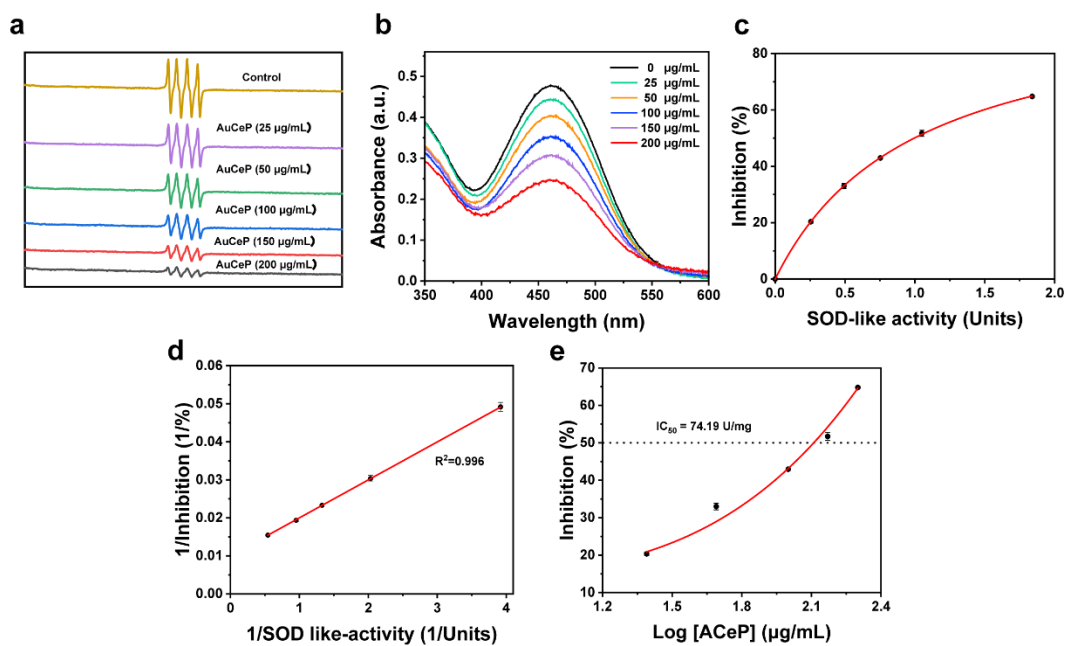 a
Control
AuCeP (25 μg/mL)
AuCeP (50 μg/mL)
AuCeP (100 μg/mL)
AuCeP (150 μg/mL)
AuCeP (200 μg/mL)
b
Absorbance (a.u.)
0.5
0.4
0.3
0.2
0.1
0.0
350
400
450
500
550
600
Wavelength (nm)
0 μg/mL
25 μg/mL
50 μg/mL
100 μg/mL
150 μg/mL
200 μg/mL
c
Inhibition (%)
80
60
40
20
0
0.0
0.5
1.0
1.5
2.0
SOD-like activity (Units)
d
1/Inhibition (1/%)
0.06
0.05
0.04
0.03
0.02
0.01
0.00
0
1
2
3
4
R²=0.996
1/SOD like-activity (1/Units)
e
Inhibition (%)
70
60
50
40
30
20
10
1.2
1.5
1.8
2.1
2.4
IC₅₀ = 74.19 U/mg
Log [ACeP] (μg/mL)